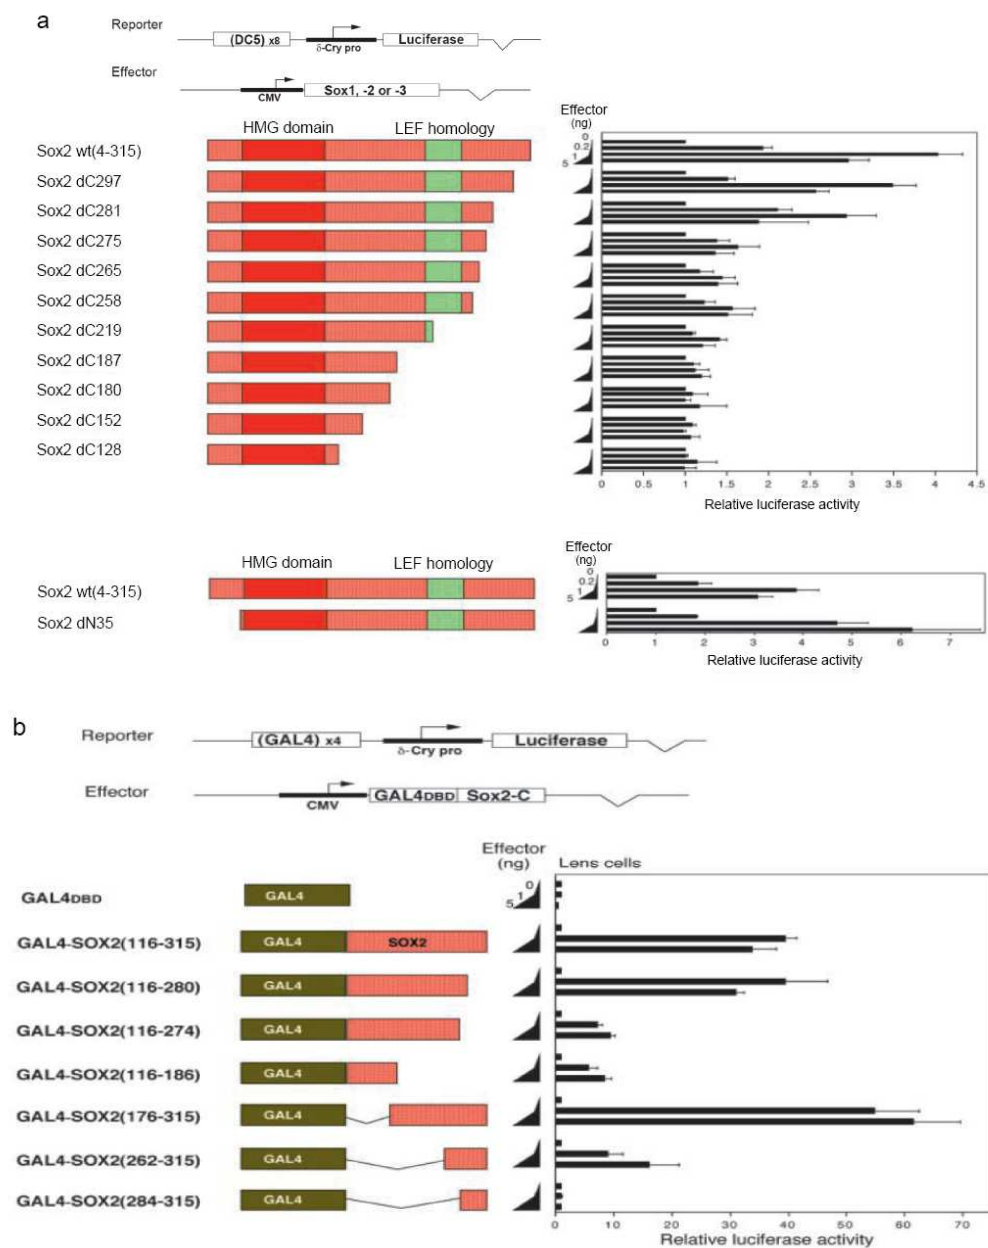 a
Reporter
(DC5) x8
δ-Cry pro
Luciferase
Effector
CMV
Sox1, -2 or -3
HMG domain LEF homology
Effector
(ng)
0
0.2
1
5
Sox2 wt(4-315)
Sox2 dC297
Sox2 dC281
Sox2 dC275
Sox2 dC265
Sox2 dC258
Sox2 dC219
Sox2 dC187
Sox2 dC180
Sox2 dC152
Sox2 dC128
0 0.5 1 1.5 2 2.5 3 3.5 4 4.5
Relative luciferase activity
HMG domain LEF homology
Effector
(ng)
0
0.2
1
5
Sox2 wt(4-315)
Sox2 dN35
0 1 2 3 4 5 6 7
Relative luciferase activity
b
Reporter
(GAL4) x4
δ-Cry pro
Luciferase
Effector
CMV
GAL4DBD Sox2-C
Effector
(ng)
Lens cells
0
1
5
GAL4DBD GAL4
GAL4-SOX2(116-315) GAL4 SOX2
GAL4-SOX2(116-280) GAL4
GAL4-SOX2(116-274) GAL4
GAL4-SOX2(116-186) GAL4
GAL4-SOX2(176-315) GAL4
GAL4-SOX2(262-315) GAL4
GAL4-SOX2(284-315) GAL4
0 10 20 30 40 50 60 70
Relative luciferase activity